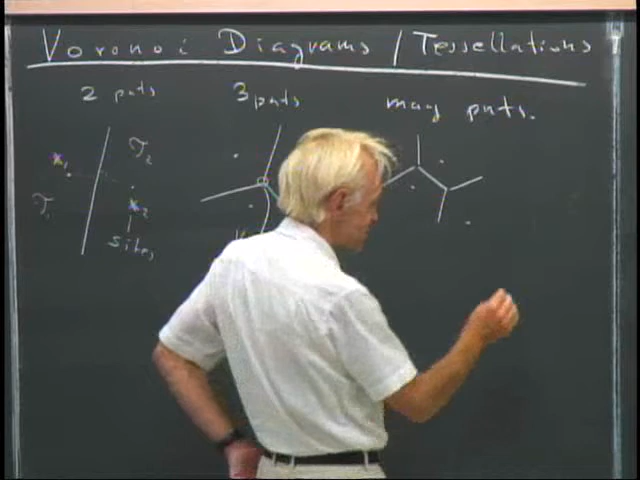 Voronoi Diagrams / Tessellations
2 pnts
3 pnts
many pnts.
x1
T2
T1
x2
sites